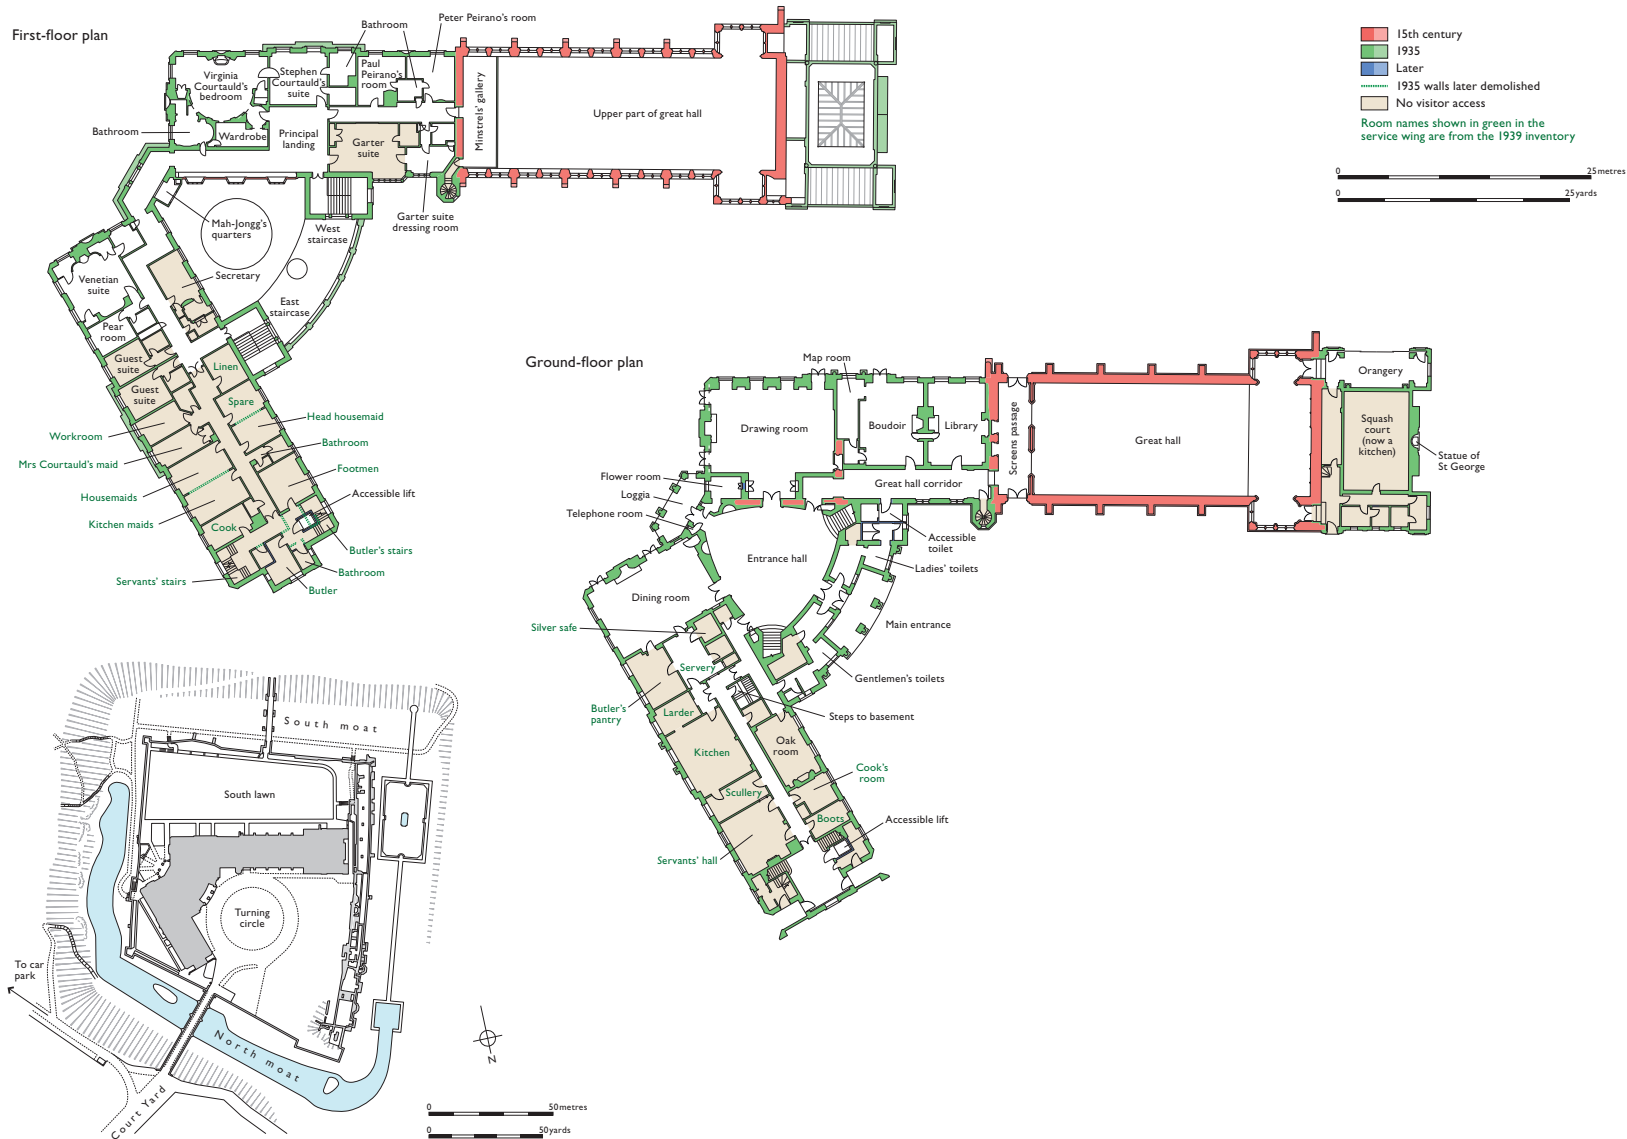 First-floor plan
Peter Peirano's room
Bathroom
Virginia
Courtauld's
bedroom
Stephen
Courtauld's
suite
Paul
Peirano's
room
Minstrels' gallery
Upper part of great hall
Bathroom
Wardrobe
Principal
landing
Garter
suite
Mah-Jongg's
quarters
West
staircase
Garter suite
dressing room
Venetian
suite
Secretary
East
staircase
Pear
room
Guest
suite
Linen
Guest
suite
Spare
Head housemaid
Workroom
Bathroom
Mrs Courtauld's maid
Footmen
Housemaids
Accessible lift
Kitchen maids
Cook
Butler's stairs
Servants' stairs
Bathroom
Butler
15th century
1935
Later
1935 walls later demolished
No visitor access
Room names shown in green in the
service wing are from the 1939 inventory
0
25 metres
0
25 yards
Ground-floor plan
Map room
Orangery
Drawing room
Boudoir
Library
Screens passage
Great hall
Squash
court
(now a
kitchen)
Statue of
St George
Flower room
Great hall corridor
Loggia
Telephone room
Accessible
toilet
Entrance hall
Ladies' toilets
Dining room
Main entrance
Silver safe
Servery
Gentlemen's toilets
Butler's
pantry
Larder
Steps to basement
Kitchen
Oak
room
Cook's
room
Scullery
Boots
Accessible lift
Servants' hall
South moat
South lawn
Turning
circle
To car
park
North moat
Court Yard
N
0
50 metres
0
50 yards